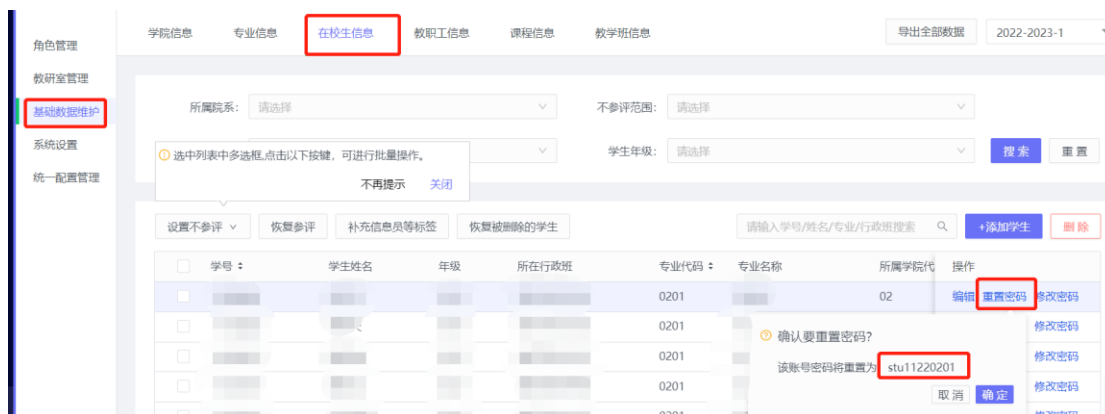 学院信息 专业信息 在校生信息 教职工信息 课程信息 教学班信息 导出全部数据 2022-2023-1
角色管理
教研室管理
基础数据维护
系统设置
统一配置管理
所属院系: 请选择 不参评范围: 请选择
学生年级: 请选择 搜索 重置
选中列表中多选框,点击以下按键，可进行批量操作。
不再提示 关闭
设置不参评 恢复参评 补充信息员等标签 恢复被删除的学生 请输入学号/姓名/专业/行政班搜索 +添加学生 删除
学号 学生姓名 年级 所在行政班 专业代码 专业名称 所属学院代 操作
0201 02 编辑 重置密码 修改密码
0201 修改密码
0201 修改密码
0201 修改密码
确认要重置密码?
该账号密码将重置为 stu11220201
取消 确定